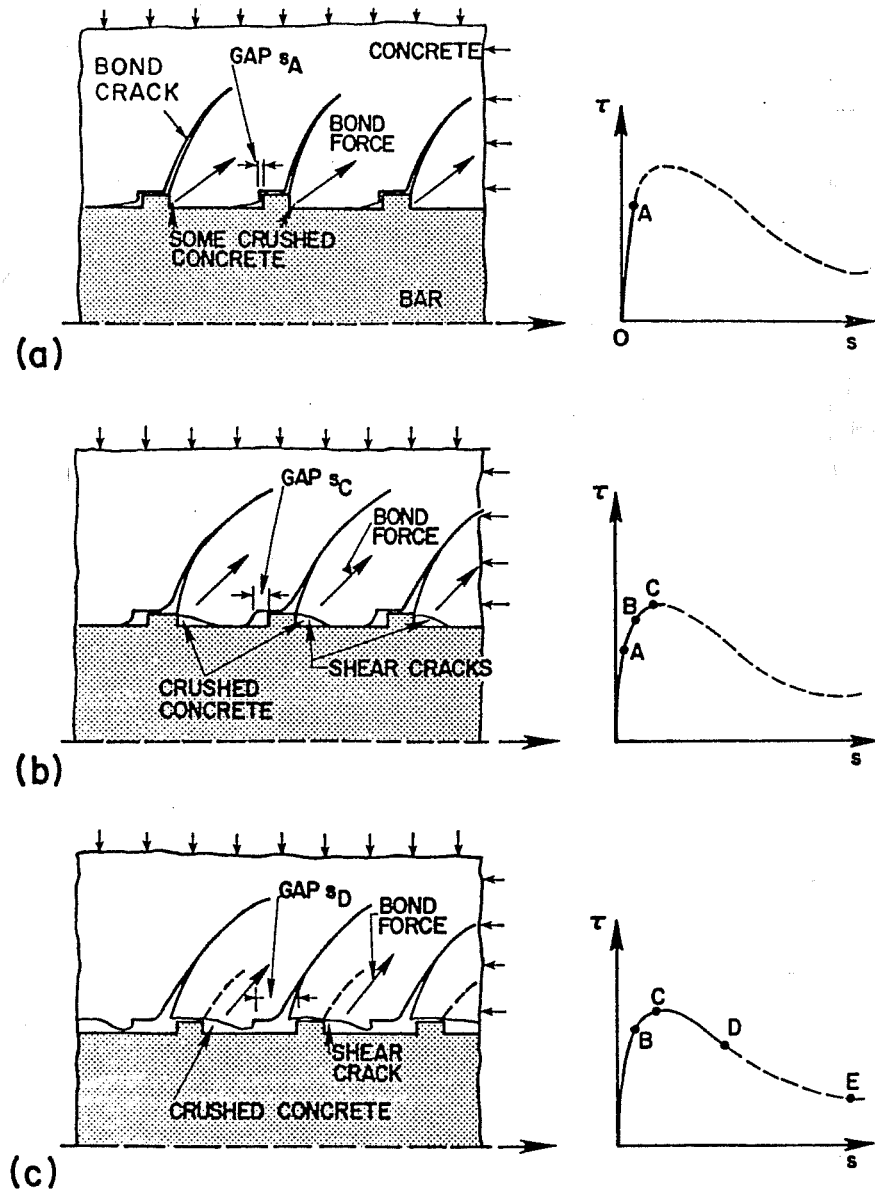 GAP sA
CONCRETE
BOND
CRACK
BOND
FORCE
SOME CRUSHED
CONCRETE
BAR
(a)
τ
A
O
s
GAP sC
BOND
FORCE
SHEAR CRACKS
CRUSHED
CONCRETE
(b)
τ
C
B
A
s
GAP sD
BOND
FORCE
SHEAR
CRACK
CRUSHED CONCRETE
(c)
τ
C
B
D
E
s